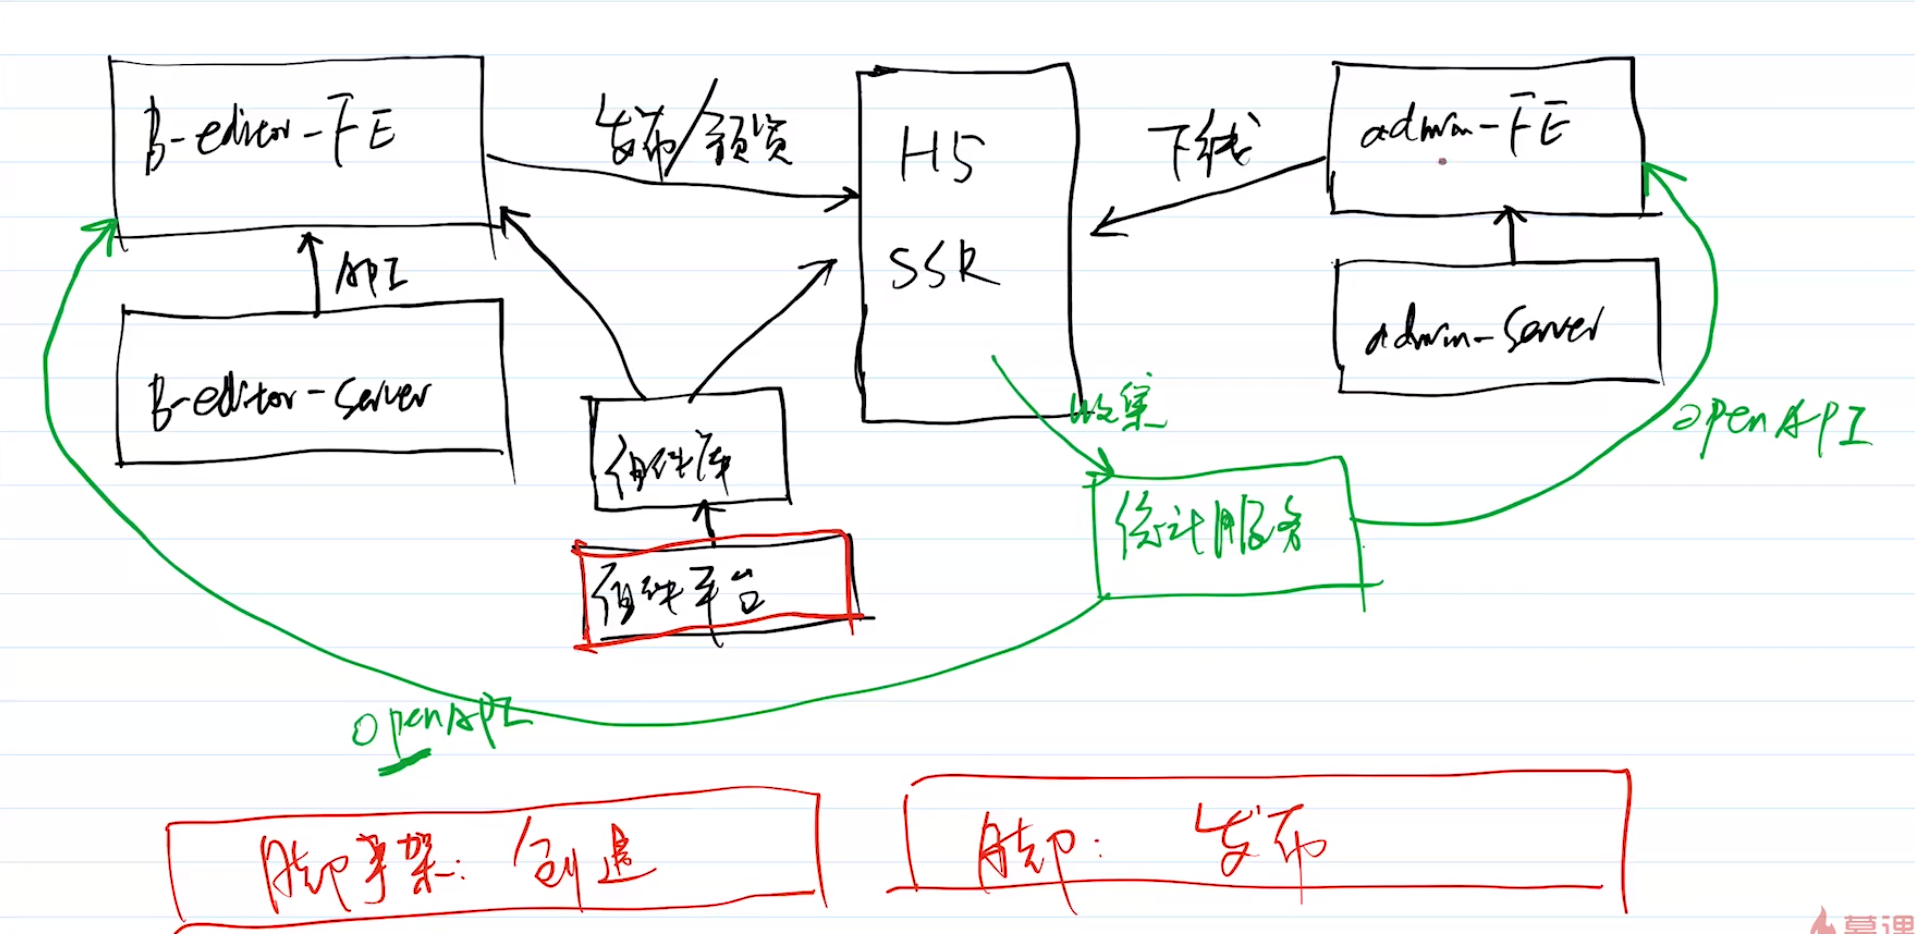 B-editor-FE
发布/预览
H5
SSR
下线
admin-FE
API
B-editor-server
admin-server
组件库
收集
openAPI
统计服务
组件平台
openAPI
脚手架: 创建
脚: 发布
慕课